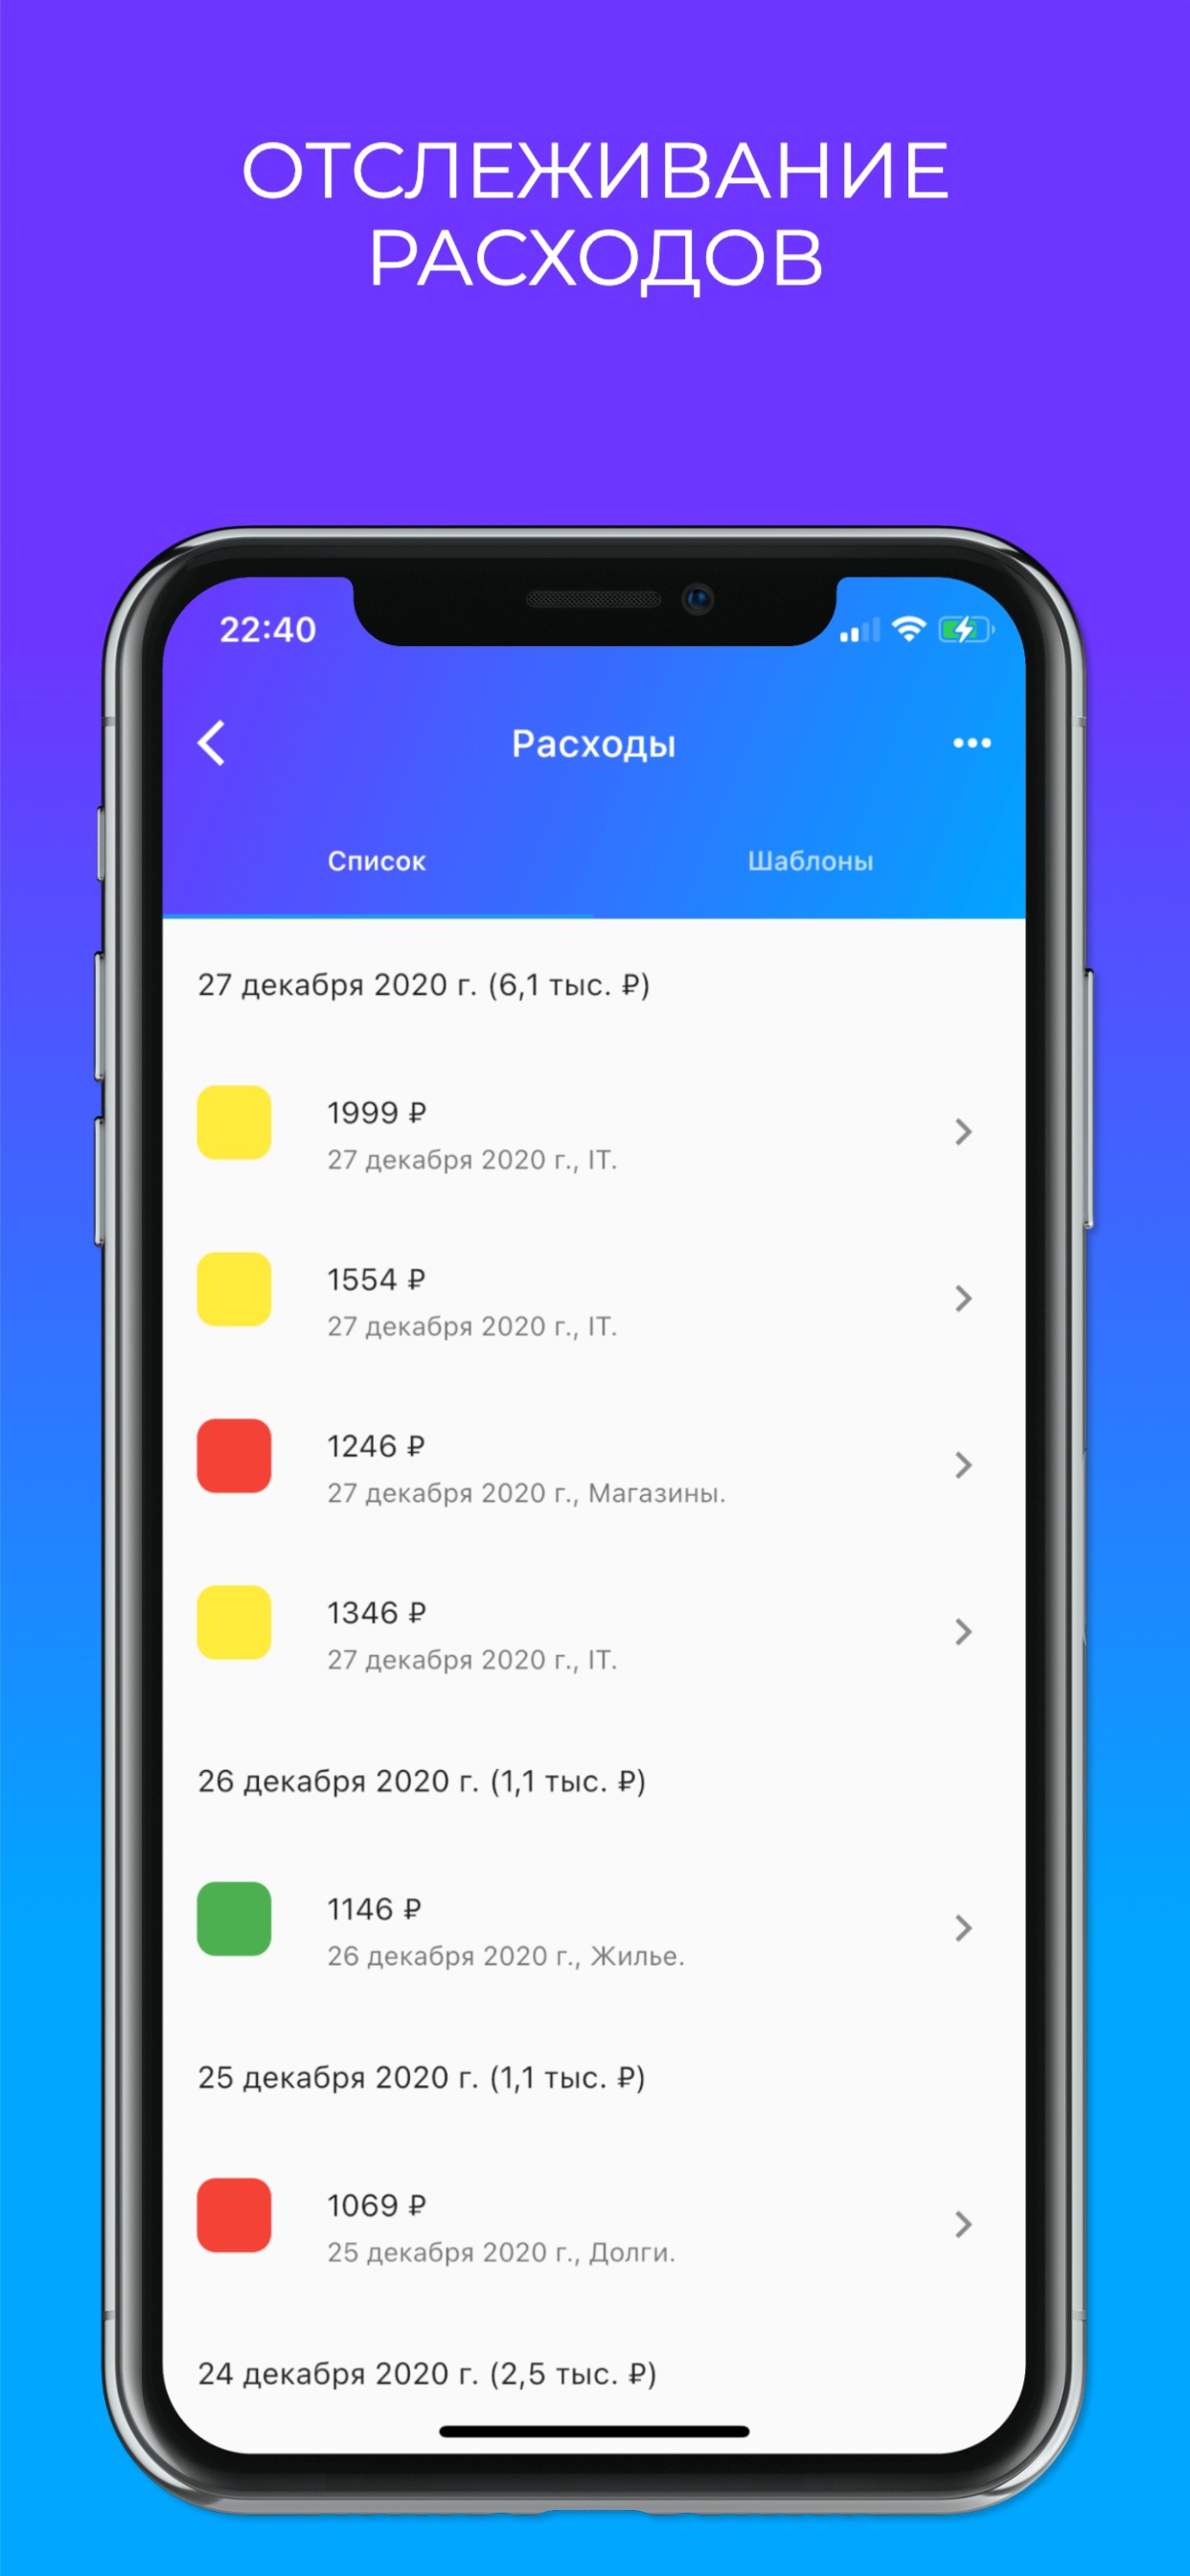 ОТСЛЕЖИВАНИЕ
РАСХОДОВ
22:40
Расходы
Список
Шаблоны
27 декабря 2020 г. (6,1 тыс. ₽)
1999 ₽
27 декабря 2020 г., IT.
1554 ₽
27 декабря 2020 г., IT.
1246 ₽
27 декабря 2020 г., Магазины.
1346 ₽
27 декабря 2020 г., IT.
26 декабря 2020 г. (1,1 тыс. ₽)
1146 ₽
26 декабря 2020 г., Жилье.
25 декабря 2020 г. (1,1 тыс. ₽)
1069 ₽
25 декабря 2020 г., Долги.
24 декабря 2020 г. (2,5 тыс. ₽)